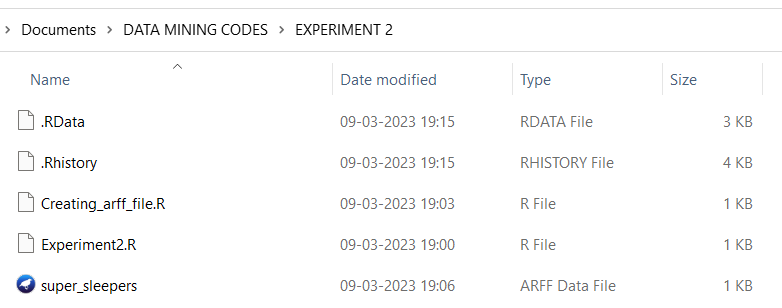 Documents > DATA MINING CODES > EXPERIMENT 2
Name Date modified Type Size
.RData 09-03-2023 19:15 RDATA File 3 KB
.Rhistory 09-03-2023 19:15 RHISTORY File 4 KB
Creating_arff_file.R 09-03-2023 19:03 R File 1 KB
Experiment2.R 09-03-2023 19:00 R File 1 KB
super_sleepers 09-03-2023 19:06 ARFF Data File 1 KB